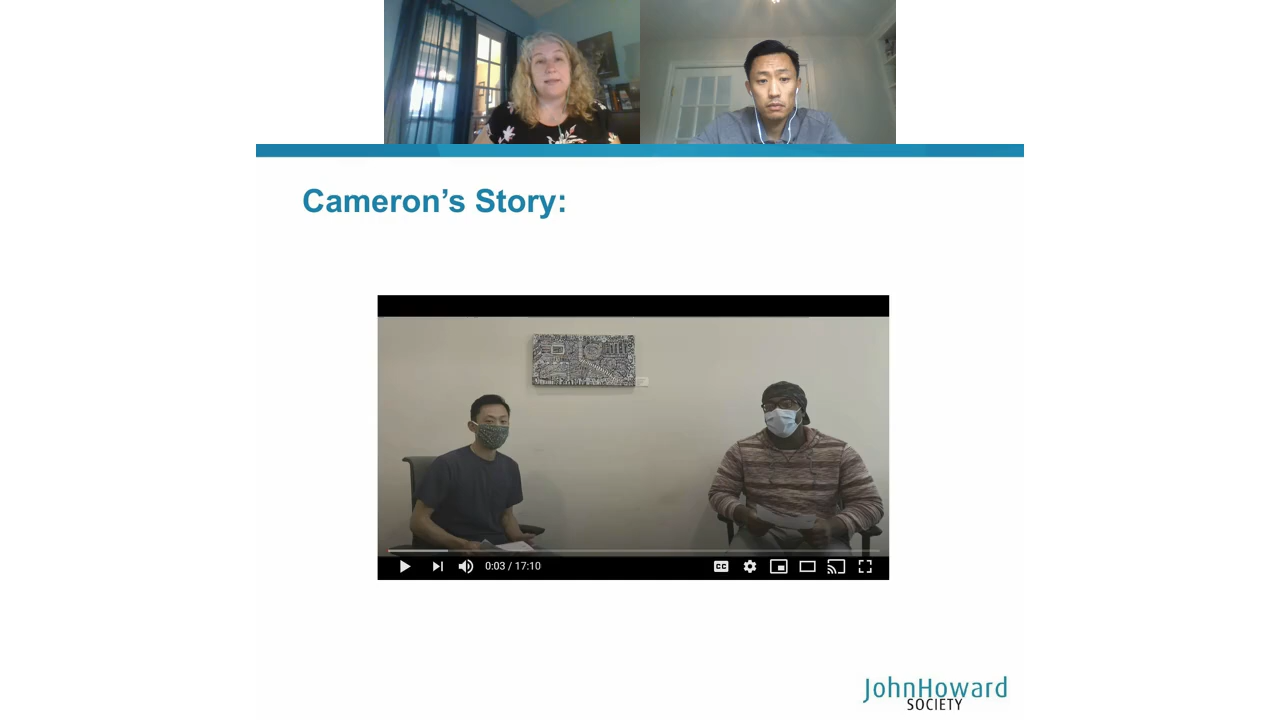 Cameron’s Story:
0:03 / 17:10
CC
JohnHoward
SOCIETY